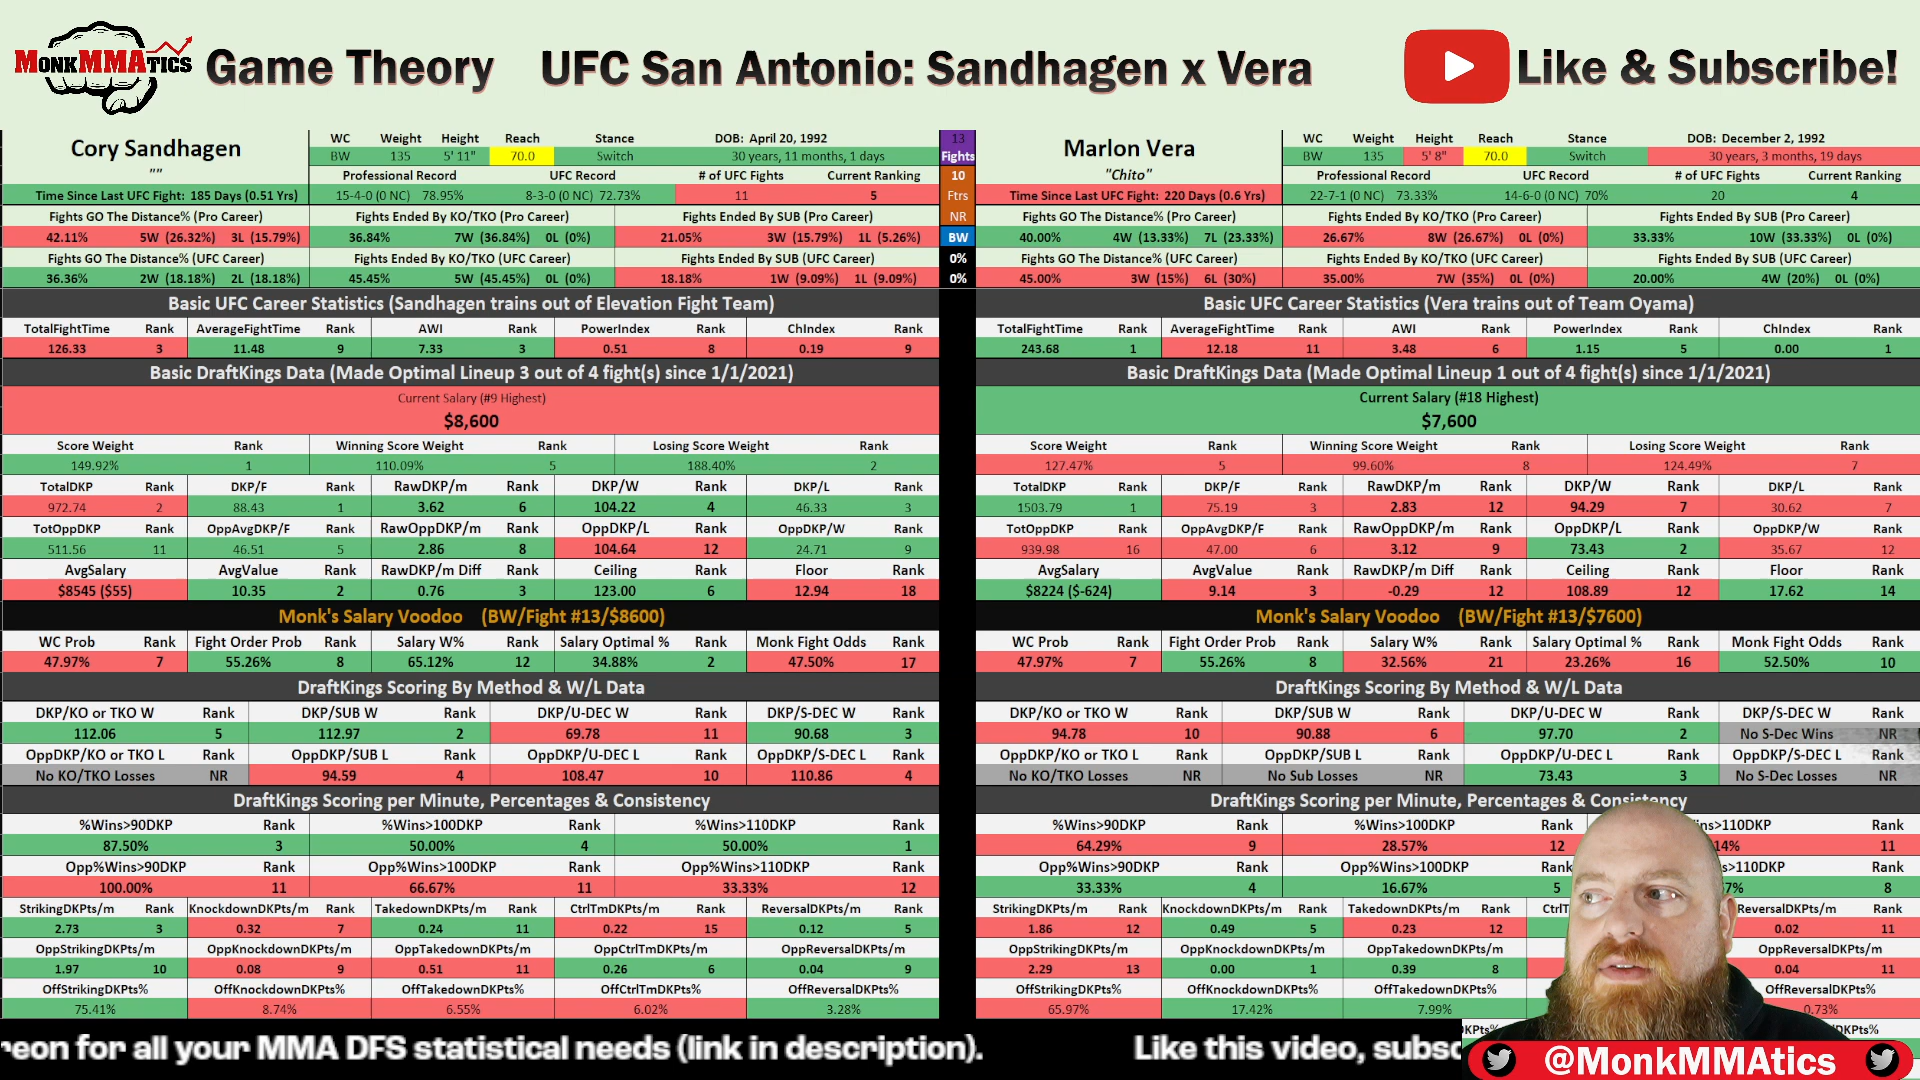 MonkMMAtics Game Theory UFC San Antonio: Sandhagen x Vera Like & Subscribe!
Cory Sandhagen
""
WC Weight Height Reach Stance DOB: April 20, 1992
BW 135 5' 11" 70.0 Switch 30 years, 11 months, 1 days
Professional Record UFC Record # of UFC Fights Current Ranking
Time Since Last UFC Fight: 185 Days (0.51 Yrs) 15-4-0 (0 NC) 78.95% 8-3-0 (0 NC) 72.73% 11 5
Fights GO The Distance% (Pro Career) Fights Ended By KO/TKO (Pro Career) Fights Ended By SUB (Pro Career)
42.11% 5W (26.32%) 3L (15.79%) 36.84% 7W (36.84%) 0L (0%) 21.05% 3W (15.79%) 1L (5.26%)
Fights GO The Distance% (UFC Career) Fights Ended By KO/TKO (UFC Career) Fights Ended By SUB (UFC Career)
36.36% 2W (18.18%) 2L (18.18%) 45.45% 5W (45.45%) 0L (0%) 18.18% 1W (9.09%) 1L (9.09%)
Basic UFC Career Statistics (Sandhagen trains out of Elevation Fight Team)
TotalFightTime Rank AverageFightTime Rank AWI Rank PowerIndex Rank ChIndex Rank
126.33 3 11.48 9 7.33 3 0.51 8 0.19 9
Basic DraftKings Data (Made Optimal Lineup 3 out of 4 fight(s) since 1/1/2021)
Current Salary (#9 Highest)
$8,600
Score Weight Rank Winning Score Weight Rank Losing Score Weight Rank
149.92% 1 110.09% 5 188.40% 2
TotalDKP Rank DKP/F Rank RawDKP/m Rank DKP/W Rank DKP/L Rank
972.74 2 88.43 1 3.62 6 104.22 4 46.33 3
TotOppDKP Rank OppAvgDKP/F Rank RawOppDKP/m Rank OppDKP/L Rank OppDKP/W Rank
511.56 11 46.51 5 2.86 8 104.64 12 24.71 9
AvgSalary AvgValue Rank RawDKP/m Diff Rank Ceiling Rank Floor Rank
$8545 ($55) 10.35 2 0.76 3 123.00 6 12.94 18
Monk's Salary Voodoo (BW/Fight #13/$8600)
WC Prob Rank Fight Order Prob Rank Salary W% Rank Salary Optimal % Rank Monk Fight Odds Rank
47.97% 7 55.26% 8 65.12% 12 34.88% 2 47.50% 17
DraftKings Scoring By Method & W/L Data
DKP/KO or TKO W Rank DKP/SUB W Rank DKP/U-DEC W Rank DKP/S-DEC W Rank
112.06 5 112.97 2 69.78 11 90.68 3
OppDKP/KO or TKO L Rank OppDKP/SUB L Rank OppDKP/U-DEC L Rank OppDKP/S-DEC L Rank
No KO/TKO Losses NR 94.59 4 108.47 10 110.86 4
DraftKings Scoring per Minute, Percentages & Consistency
%Wins>90DKP Rank %Wins>100DKP Rank %Wins>110DKP Rank
87.50% 3 50.00% 4 50.00% 1
Opp%Wins>90DKP Rank Opp%Wins>100DKP Rank Opp%Wins>110DKP Rank
100.00% 11 66.67% 11 33.33% 12
StrikingDKPts/m Rank KnockdownDKPts/m Rank TakedownDKPts/m Rank CtrlTmDKPts/m Rank ReversalDKPts/m Rank
2.73 3 0.32 7 0.24 11 0.22 15 0.12 5
OppStrikingDKPts/m OppKnockdownDKPts/m OppTakedownDKPts/m OppCtrlTmDKPts/m OppReversalDKPts/m
1.97 10 0.08 9 0.51 11 0.26 6 0.04 9
OffStrikingDKPts% OffKnockdownDKPts% OffTakedownDKPts% OffCtrlTmDKPts% OffReversalDKPts%
75.41% 8.74% 6.55% 6.02% 3.28%
13
Fights
10
Ftrs
NR
BW
0%
0%
Marlon Vera
"Chito"
WC Weight Height Reach Stance DOB: December 2, 1992
BW 135 5' 8" 70.0 Switch 30 years, 3 months, 19 days
Professional Record UFC Record # of UFC Fights Current Ranking
Time Since Last UFC Fight: 220 Days (0.6 Yrs) 22-7-1 (0 NC) 73.33% 14-6-0 (0 NC) 70% 20 4
Fights GO The Distance% (Pro Career) Fights Ended By KO/TKO (Pro Career) Fights Ended By SUB (Pro Career)
40.00% 4W (13.33%) 7L (23.33%) 26.67% 8W (26.67%) 0L (0%) 33.33% 10W (33.33%) 0L (0%)
Fights GO The Distance% (UFC Career) Fights Ended By KO/TKO (UFC Career) Fights Ended By SUB (UFC Career)
45.00% 3W (15%) 6L (30%) 35.00% 7W (35%) 0L (0%) 20.00% 4W (20%) 0L (0%)
Basic UFC Career Statistics (Vera trains out of Team Oyama)
TotalFightTime Rank AverageFightTime Rank AWI Rank PowerIndex Rank ChIndex Rank
243.68 1 12.18 11 3.48 6 1.15 5 0.00 1
Basic DraftKings Data (Made Optimal Lineup 1 out of 4 fight(s) since 1/1/2021)
Current Salary (#18 Highest)
$7,600
Score Weight Rank Winning Score Weight Rank Losing Score Weight Rank
127.47% 5 99.60% 8 124.49% 7
TotalDKP Rank DKP/F Rank RawDKP/m Rank DKP/W Rank DKP/L Rank
1503.79 1 75.19 3 2.83 12 94.29 7 30.62 7
TotOppDKP Rank OppAvgDKP/F Rank RawOppDKP/m Rank OppDKP/L Rank OppDKP/W Rank
939.98 16 47.00 6 3.12 9 73.43 2 35.67 12
AvgSalary AvgValue Rank RawDKP/m Diff Rank Ceiling Rank Floor Rank
$8224 ($-624) 9.14 3 -0.29 12 108.89 12 17.62 14
Monk's Salary Voodoo (BW/Fight #13/$7600)
WC Prob Rank Fight Order Prob Rank Salary W% Rank Salary Optimal % Rank Monk Fight Odds Rank
47.97% 7 55.26% 8 32.56% 21 23.26% 16 52.50% 10
DraftKings Scoring By Method & W/L Data
DKP/KO or TKO W Rank DKP/SUB W Rank DKP/U-DEC W Rank DKP/S-DEC W Rank
94.78 10 90.88 6 97.70 2 No S-Dec Wins NR
OppDKP/KO or TKO L Rank OppDKP/SUB L Rank OppDKP/U-DEC L Rank OppDKP/S-DEC L Rank
No KO/TKO Losses NR No Sub Losses NR 73.43 3 No S-Dec Losses NR
DraftKings Scoring per Minute, Percentages & Consistency
%Wins>90DKP Rank %Wins>100DKP Rank ins>110DKP Rank
64.29% 9 28.57% 12 14% 11
Opp%Wins>90DKP Rank Opp%Wins>100DKP Rank s>110DKP Rank
33.33% 4 16.67% 5 7% 8
StrikingDKPts/m Rank KnockdownDKPts/m Rank TakedownDKPts/m Rank CtrlT ReversalDKPts/m Rank
1.86 12 0.49 5 0.23 12 0.02 11
OppStrikingDKPts/m OppKnockdownDKPts/m OppTakedownDKPts/m OppReversalDKPts/m
2.29 13 0.00 1 0.39 8 0.04 11
OffStrikingDKPts% OffKnockdownDKPts% OffTakedownDKPts% OffReversalDKPts%
65.97% 17.42% 7.99% 0.73%
KPts% DKPts%
reon for all your MMA DFS statistical needs (link in description). Like this video, subsc
@MonkMMAtics